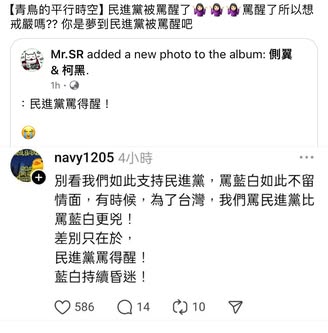 【青鳥的平行時空】民進黨被罵醒了🤷🏻‍♀️🤷🏻‍♀️🤷🏻‍♀️罵醒了所以想
戒嚴嗎?? 你是夢到民進黨被罵醒吧
Mr.SR added a new photo to the album: 側翼
& 柯黑.
1h ·
：民進黨罵得醒！
😭
navy1205 4小時
別看我們如此支持民進黨，罵藍白如此不留
情面，有時候，為了台灣，我們罵民進黨比
罵藍白更兇！
差別只在於，
民進黨罵得醒！
藍白持續昏迷！
586 14 10